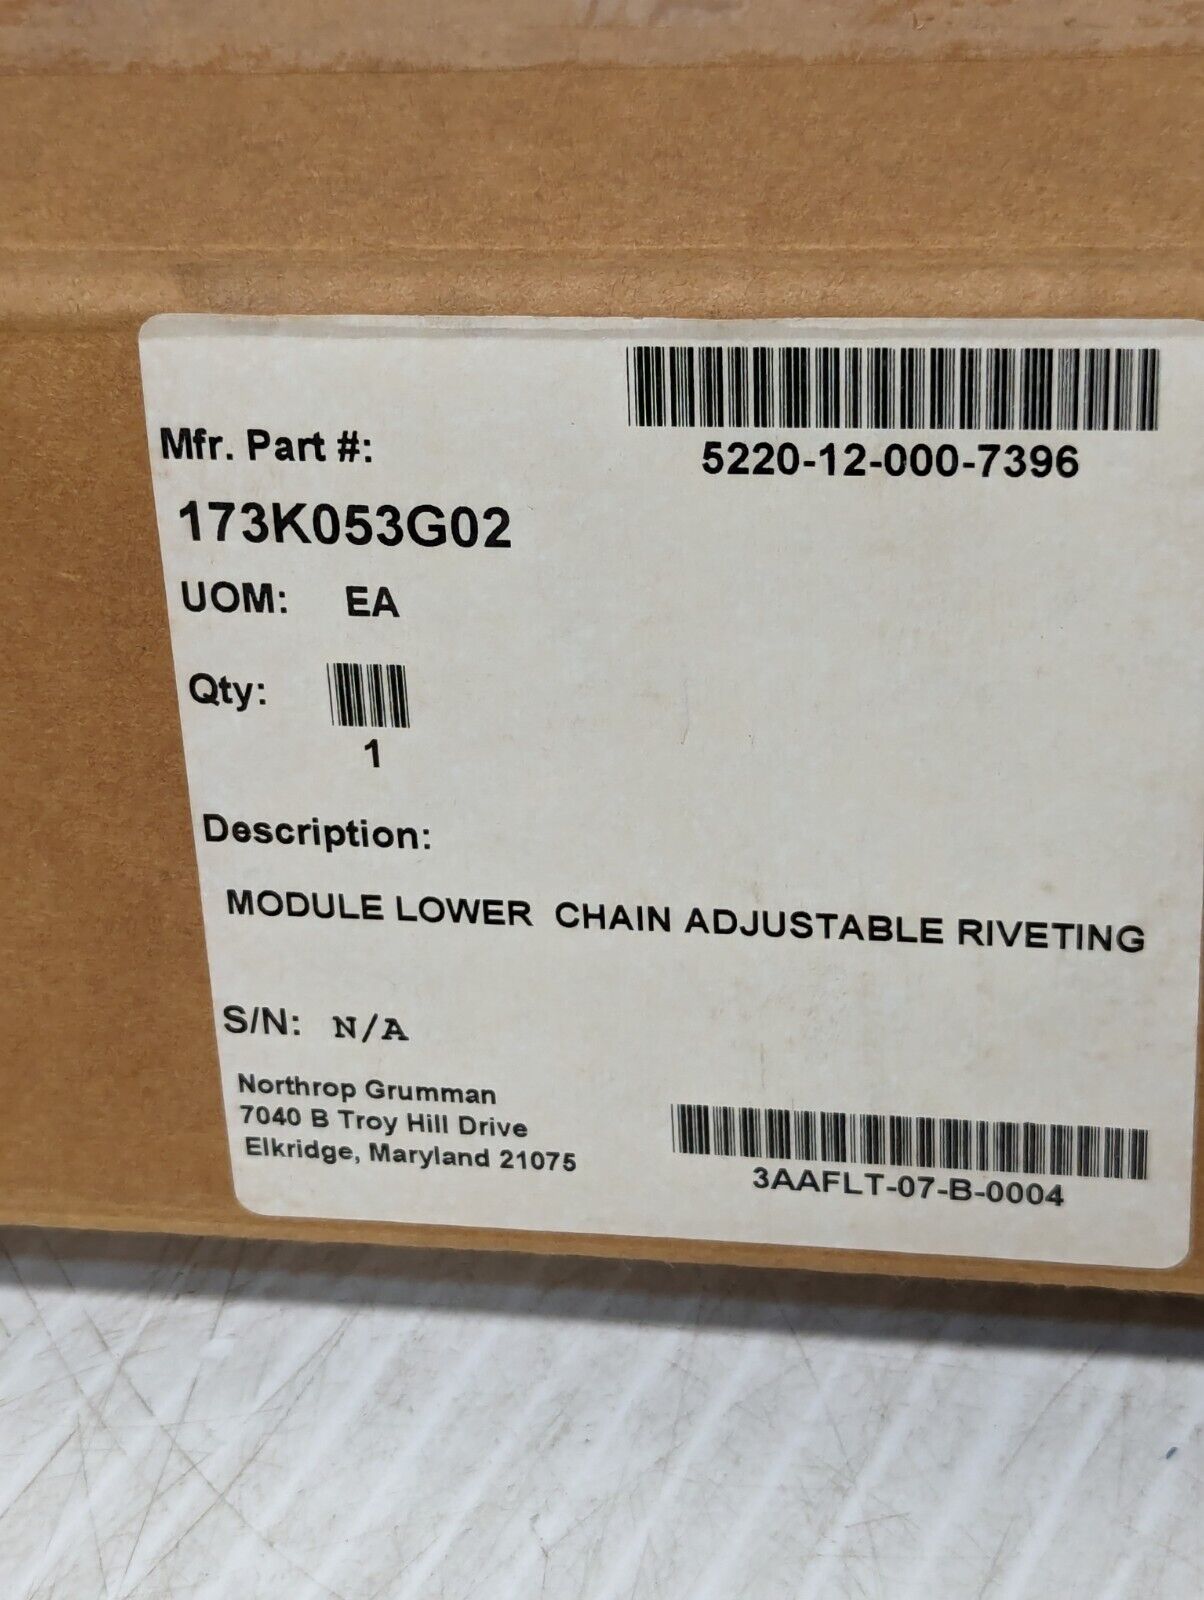 5220-12-000-7396
Mfr. Part #:
173K053G02
UOM: EA
Qty:
1
Description:
MODULE LOWER CHAIN ADJUSTABLE RIVETING
S/N: N/A
Northrop Grumman
7040 B Troy Hill Drive
Elkridge, Maryland 21075
3AAFLT-07-B-0004